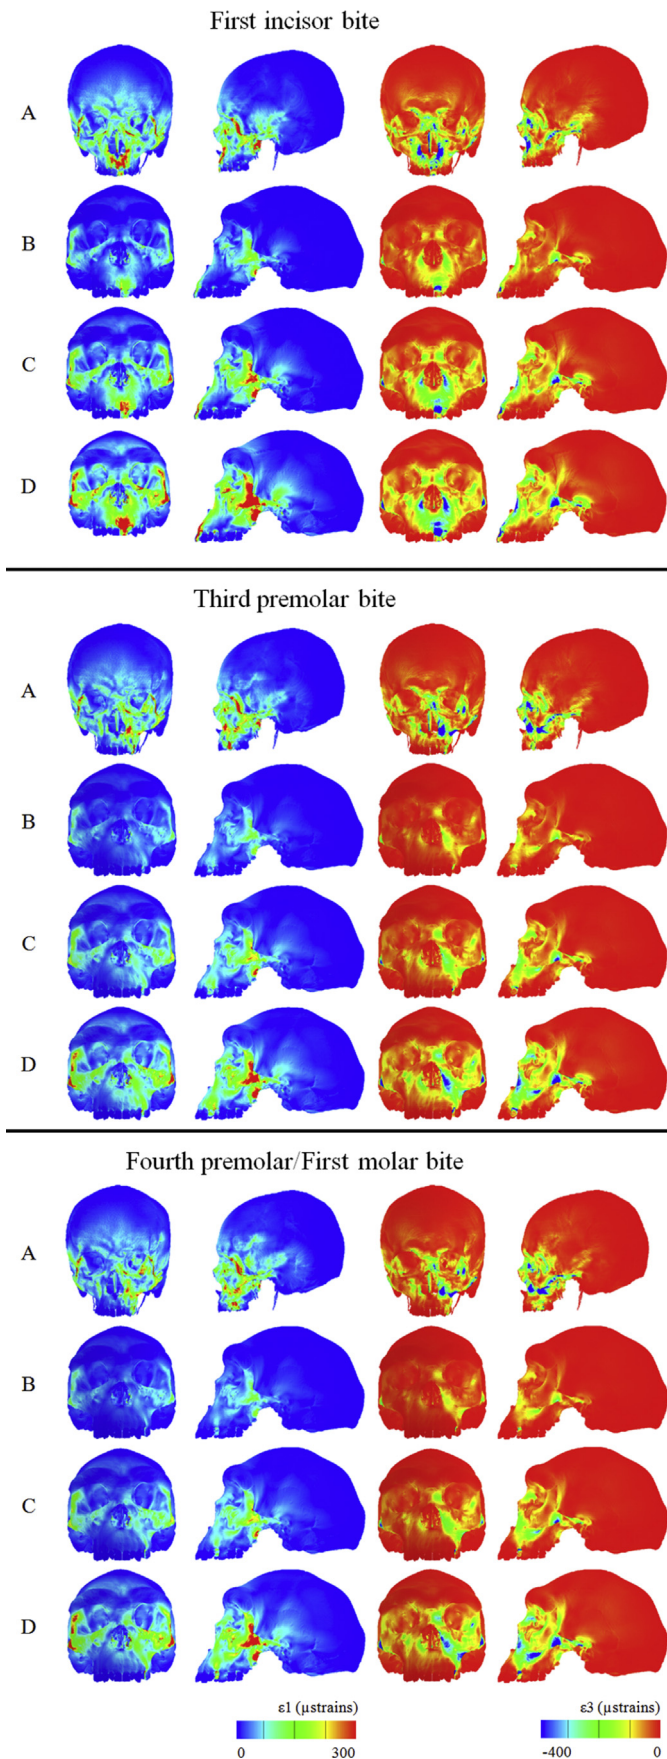 First incisor bite
A
B
C
D
Third premolar bite
A
B
C
D
Fourth premolar/First molar bite
A
B
C
D
ε1 (µstrains)
ε3 (µstrains)
0
300
-400
0